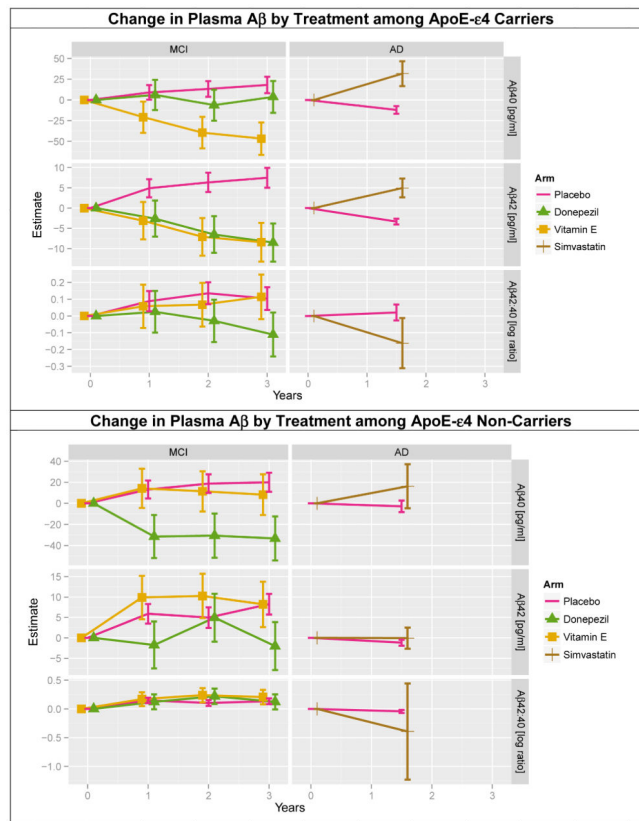 Change in Plasma Aβ by Treatment among ApoE-ε4 Carriers
MCI
AD
50
25
0
-25
-50
Aβ40 [pg/ml]
10
5
0
-5
-10
Aβ42 [pg/ml]
0.2
0.1
0.0
-0.1
-0.2
-0.3
Aβ42:40 [log ratio]
Estimate
0 1 2 3 0 1 2 3
Years
Arm
Placebo
Donepezil
Vitamin E
Simvastatin
Change in Plasma Aβ by Treatment among ApoE-ε4 Non-Carriers
MCI
AD
40
20
0
-20
-40
Aβ40 [pg/ml]
15
10
5
0
-5
Aβ42 [pg/ml]
0.5
0.0
-0.5
-1.0
Aβ42:40 [log ratio]
Estimate
0 1 2 3 0 1 2 3
Years
Arm
Placebo
Donepezil
Vitamin E
Simvastatin